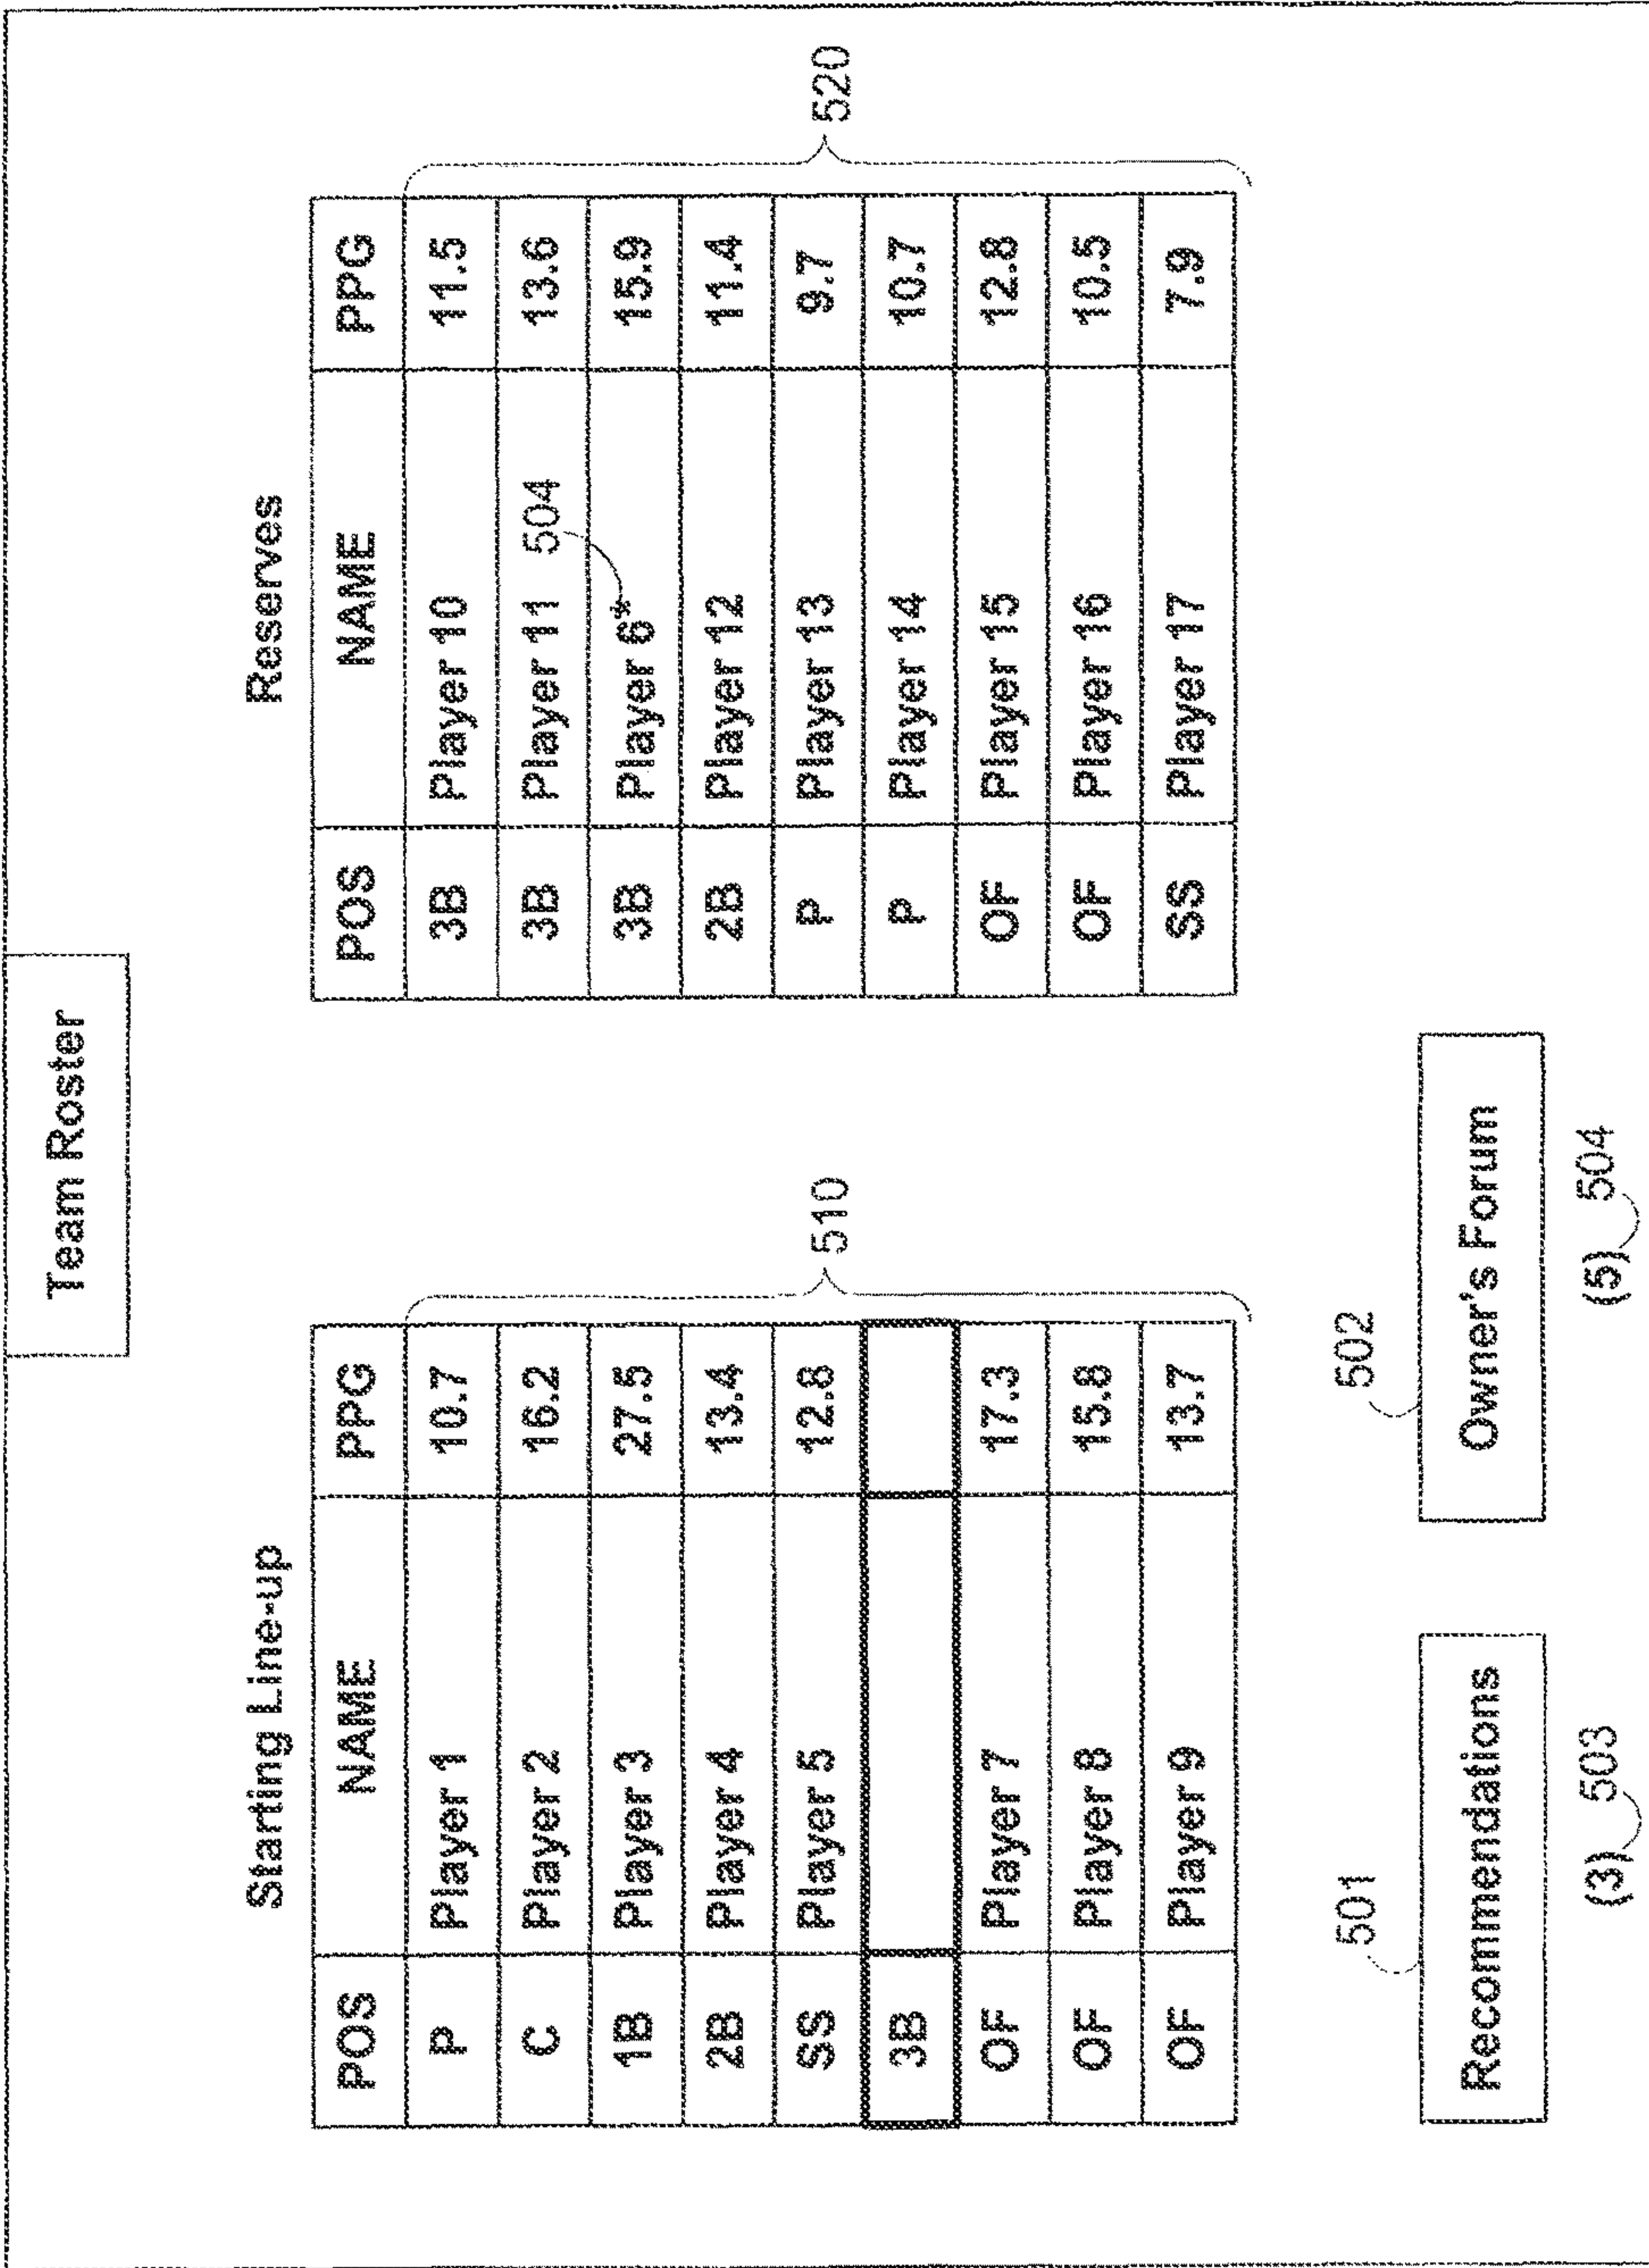 Team Roster
Starting Line-up
POS NAME PPG
P Player 1 10.7
C Player 2 16.2
1B Player 3 27.5
2B Player 4 13.4
SS Player 5 12.8
3B
OF Player 7 17.3
OF Player 8 15.8
OF Player 9 13.7
510
Reserves
POS NAME PPG
3B Player 10 11.5
3B Player 11 13.6
504
3B Player 6* 15.9
2B Player 12 11.4
P Player 13 9.7
P Player 14 10.7
OF Player 15 12.8
OF Player 16 10.5
SS Player 17 7.9
520
501
Recommendations
(3) 503
502
Owner's Forum
(5) 504